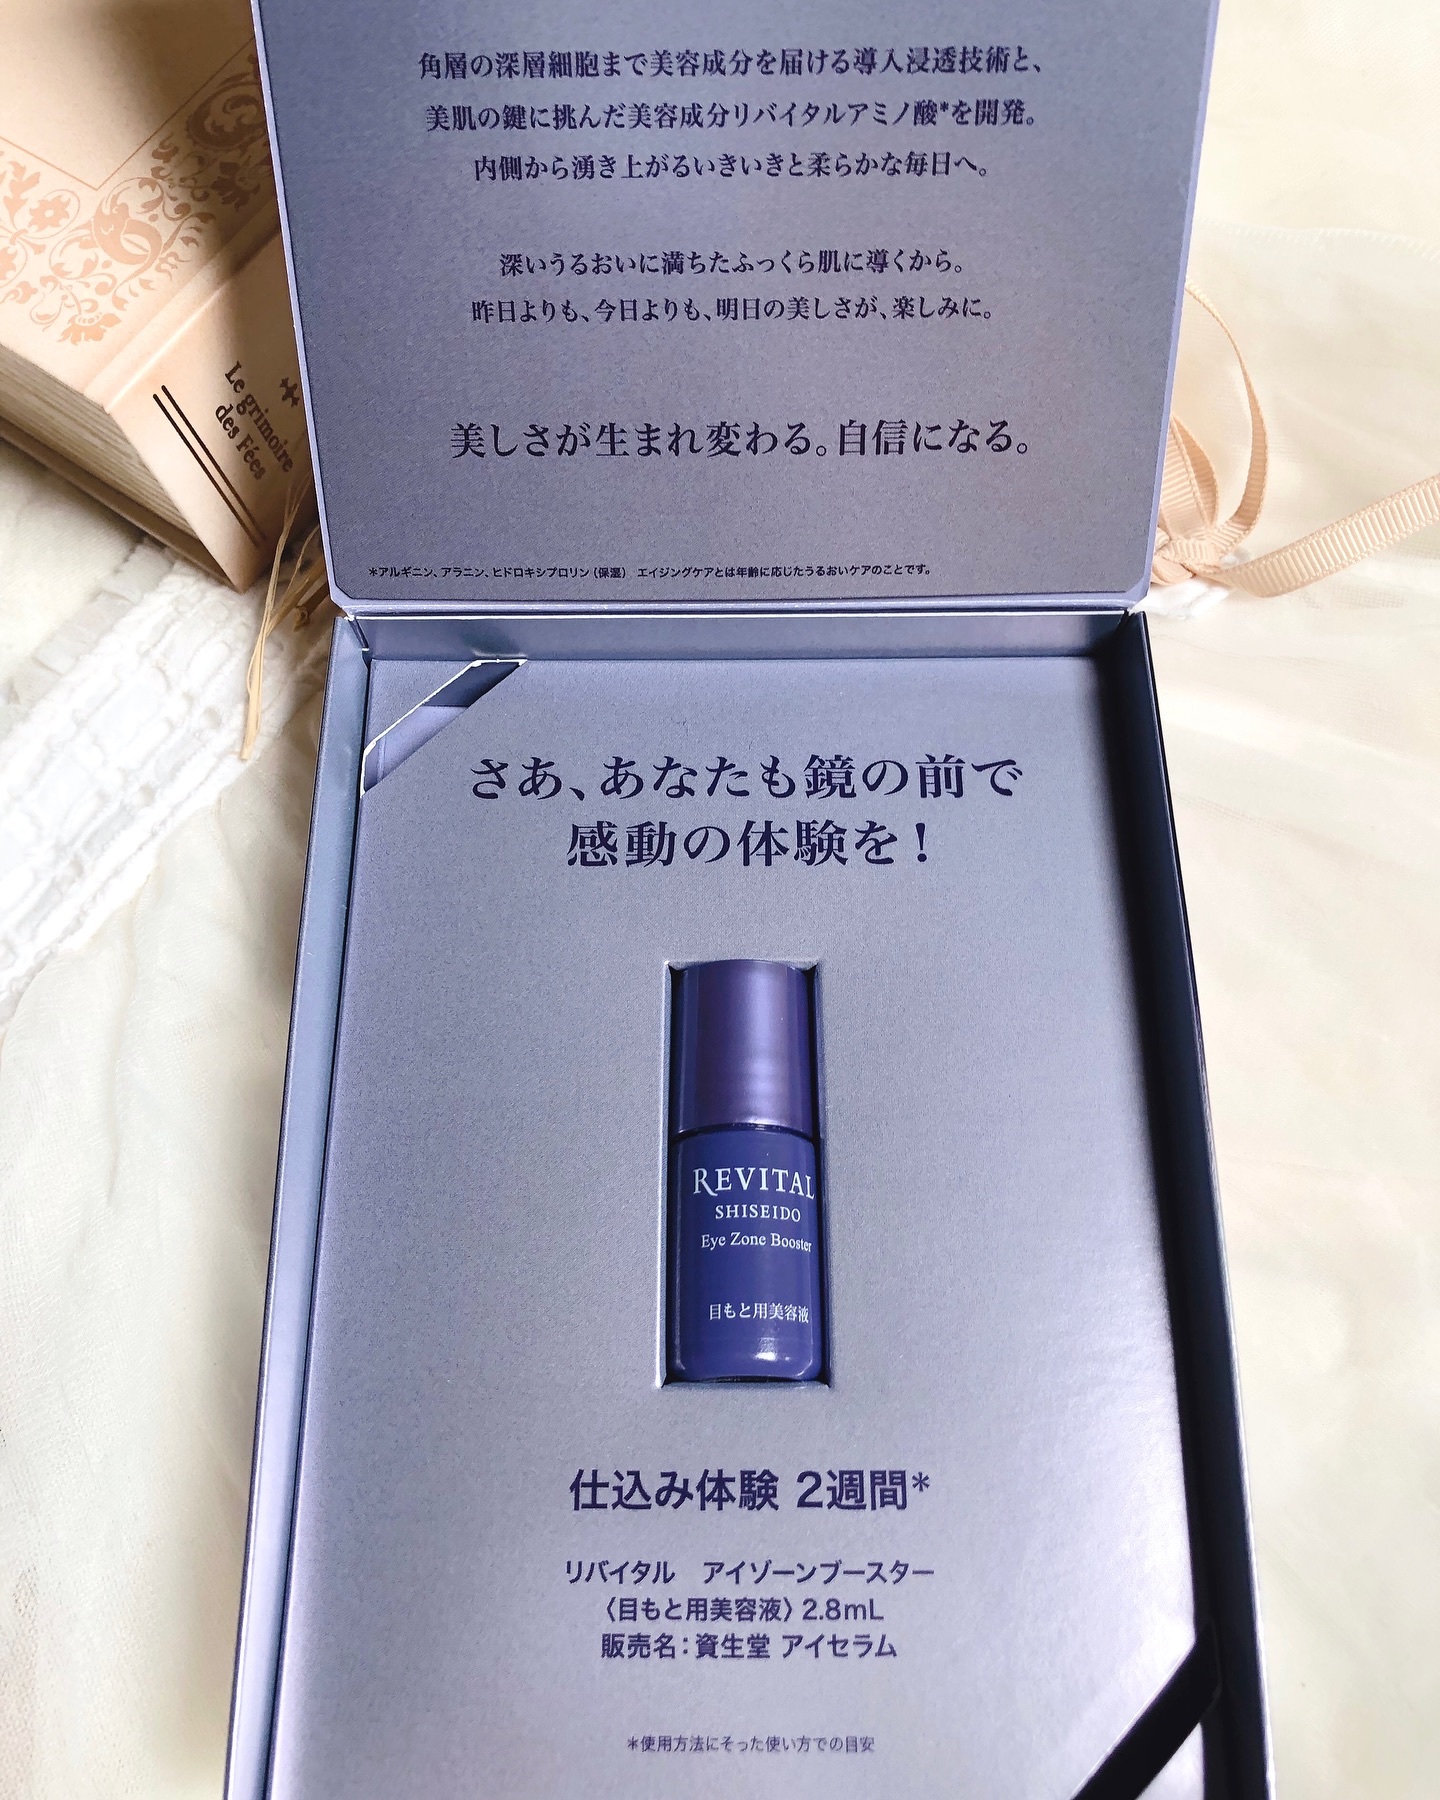 角層の深層細胞まで美容成分を届ける導入浸透技術と、
美肌の鍵に挑んだ美容成分リバイタルアミノ酸*を開発。
内側から湧き上がるいきいきと柔らかな毎日へ。
深いうるおいに満ちたふっくら肌に導くから。
昨日よりも、今日よりも、明日の美しさが、楽しみに。
美しさが生まれ変わる。自信になる。
*アルギニン、アラニン、ヒドロキシプロリン(保湿) エイジングケアとは年齢に応じたうるおいケアのことです。
Le grimoire
des Fées
さあ、あなたも鏡の前で
感動の体験を!
REVITAL
SHISEIDO
Eye Zone Booster
目もと用美容液
仕込み体験 2週間*
リバイタル アイゾーンブースター
〈目もと用美容液〉2.8mL
販売名:資生堂 アイセラム
*使用方法にそった使い方での目安